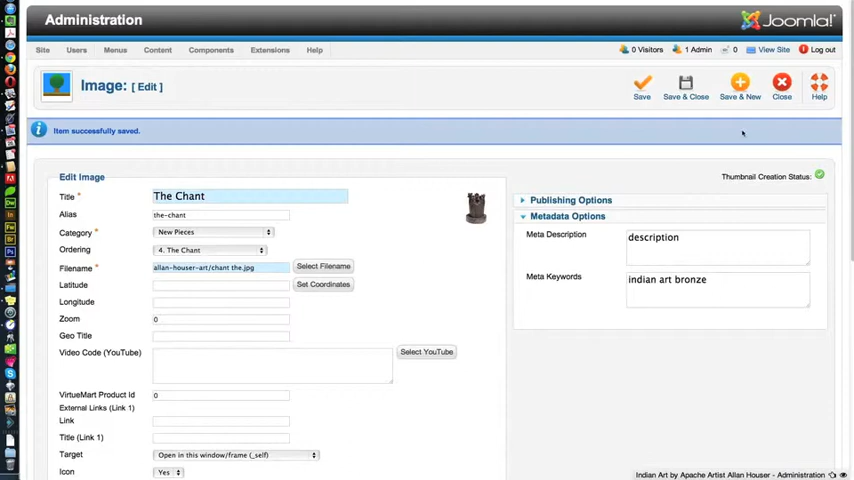 Administration
Joomla!
Site Users Menus Content Components Extensions Help
0 Visitors 1 Admin 0 View Site Log out
Image: [ Edit ]
Save Save & Close Save & New Close Help
Item successfully saved.
Edit Image
Thumbnail Creation Status:
Title * The Chant
Alias the-chant
Category * New Pieces
Ordering 4. The Chant
Filename * allan-houser-art/chant the.jpg Select Filename
Latitude Set Coordinates
Longitude
Zoom 0
Geo Title
Video Code (YouTube) Select YouTube
VirtueMart Product Id 0
External Links (Link 1)
Link
Title (Link 1)
Target Open in this window/frame (_self)
Icon Yes
Publishing Options
Metadata Options
Meta Description description
Meta Keywords indian art bronze
Indian Art by Apache Artist Allan Houser - Administration